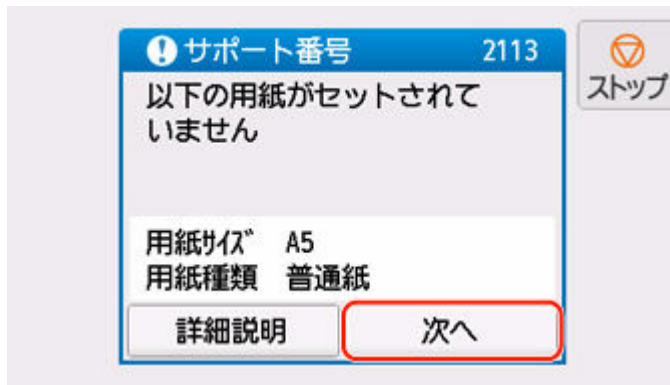 サポート番号 2113
ストップ
以下の用紙がセットされて
いません
用紙サイズ A5
用紙種類 普通紙
詳細説明 次へ